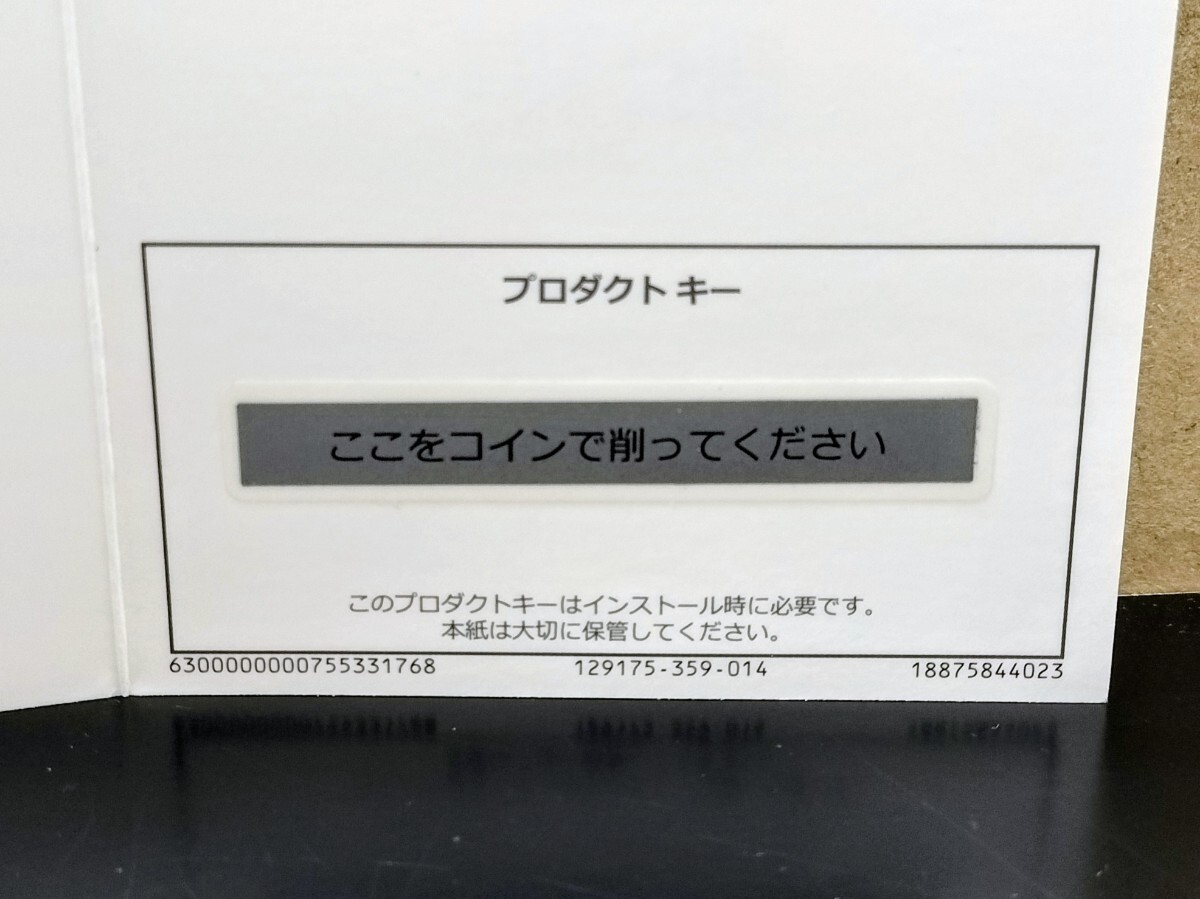 プロダクト キー
ここをコインで削ってください
このプロダクトキーはインストール時に必要です。
本紙は大切に保管してください。
6300000000755331768 129175-359-014 18875844023